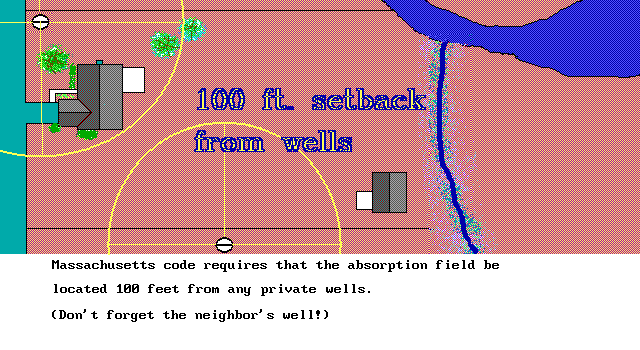 100 ft. setback
from wells
Massachusetts code requires that the absorption field be
located 100 feet from any private wells.
(Don't forget the neighbor's well!)